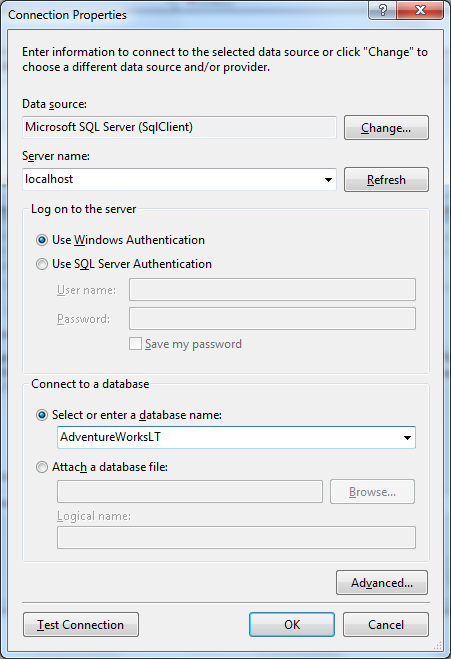 Connection Properties
?
Enter information to connect to the selected data source or click "Change" to
choose a different data source and/or provider.
Data source:
Microsoft SQL Server (SqlClient)
Change...
Server name:
localhost
Refresh
Log on to the server
Use Windows Authentication
Use SQL Server Authentication
User name:
Password:
Save my password
Connect to a database
Select or enter a database name:
AdventureWorksLT
Attach a database file:
Browse...
Logical name:
Advanced...
Test Connection
OK
Cancel